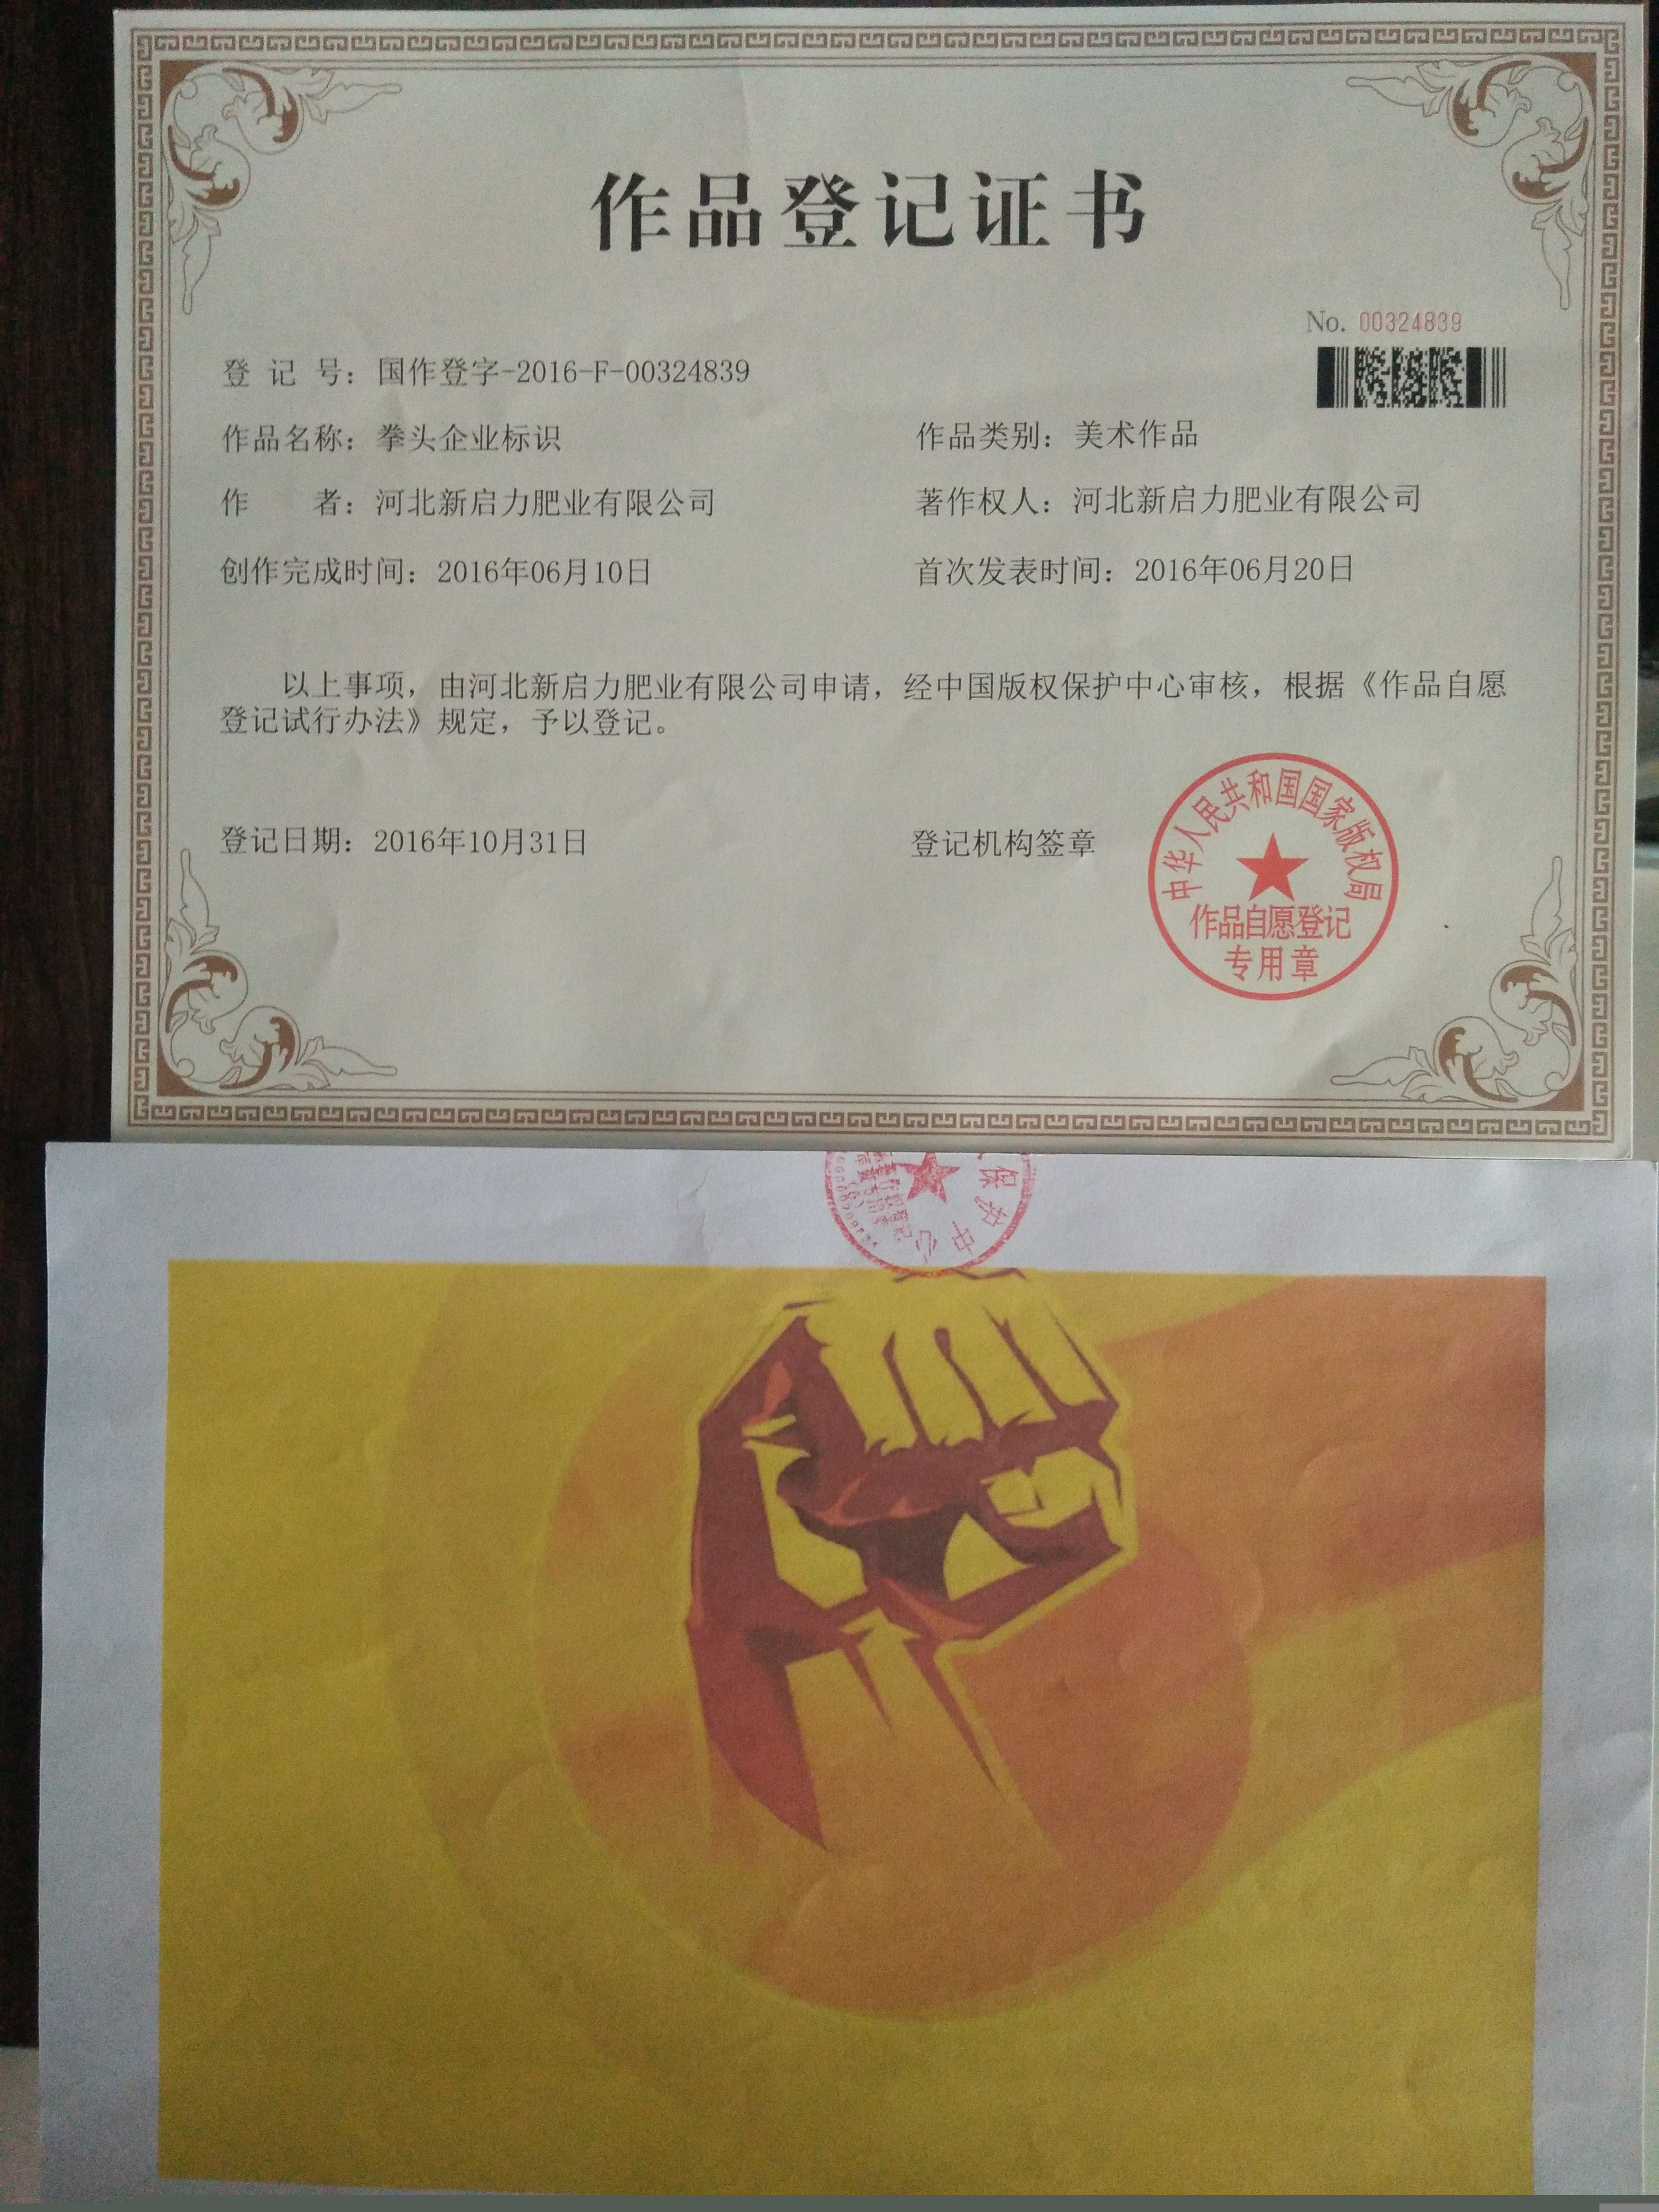 作品登记证书
No. 00324839
登 记 号：国作登字-2016-F-00324839
作品名称：拳头企业标识
作品类别：美术作品
作 者：河北新启力肥业有限公司
著作权人：河北新启力肥业有限公司
创作完成时间：2016年06月10日
首次发表时间：2016年06月20日
以上事项，由河北新启力肥业有限公司申请，经中国版权保护中心审核，根据《作品自愿
登记试行办法》规定，予以登记。
登记日期：2016年10月31日
登记机构签章
中华人民共和国国家版权局
作品自愿登记
专用章
保护中心